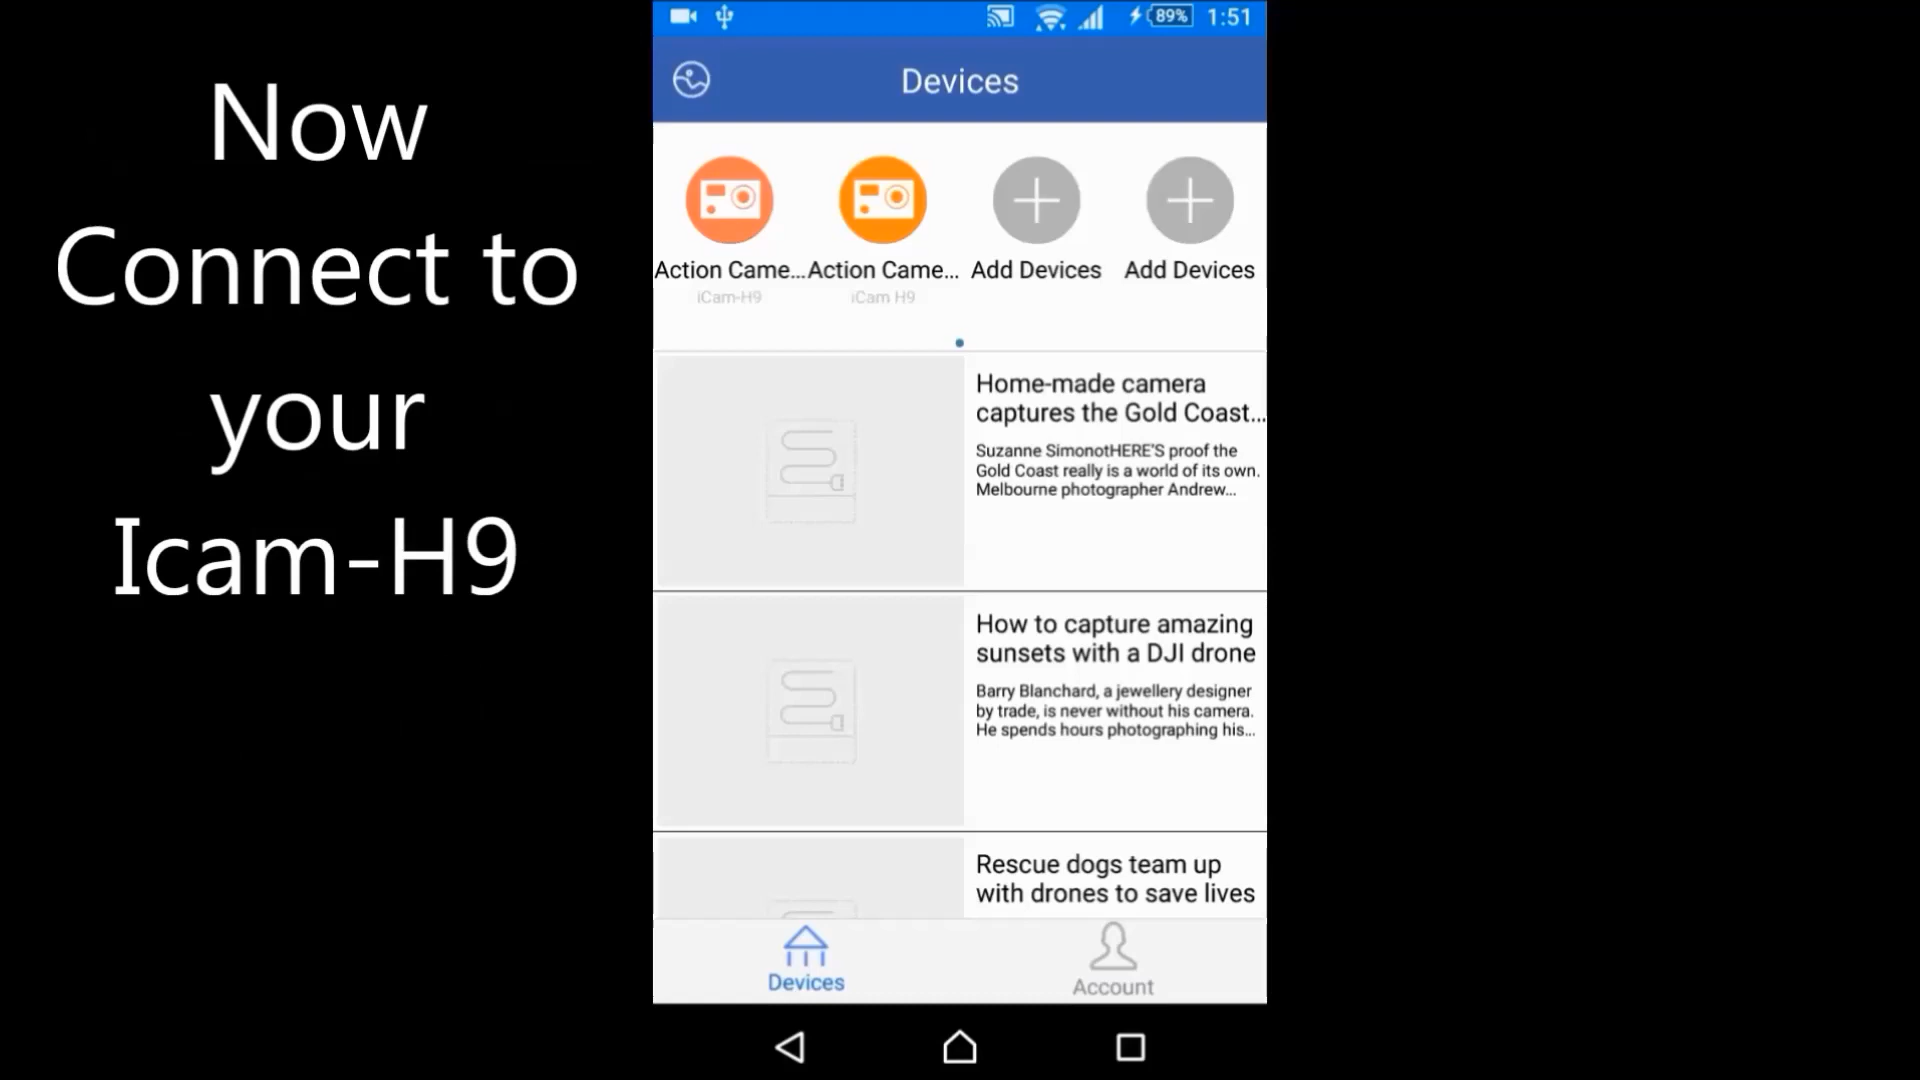 Now
Connect to
your
Icam-H9
89% 1:51
Devices
Action Came... Action Came... Add Devices Add Devices
iCam-H9 iCam H9
Home-made camera
captures the Gold Coast...
Suzanne SimonotHERE'S proof the
Gold Coast really is a world of its own.
Melbourne photographer Andrew...
How to capture amazing
sunsets with a DJI drone
Barry Blanchard, a jewellery designer
by trade, is never without his camera.
He spends hours photographing his...
Rescue dogs team up
with drones to save lives
Devices Account